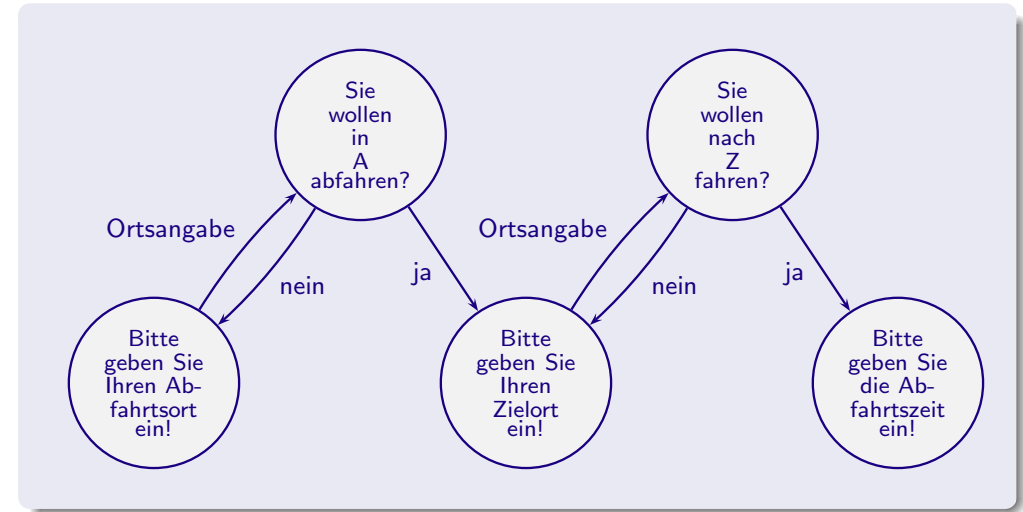 Sie
wollen
in
A
abfahren?
Sie
wollen
nach
Z
fahren?
Ortsangabe
nein
ja
Ortsangabe
nein
ja
Bitte
geben Sie
Ihren Ab-
fahrtsort
ein!
Bitte
geben Sie
Ihren
Zielort
ein!
Bitte
geben Sie
die Ab-
fahrtszeit
ein!